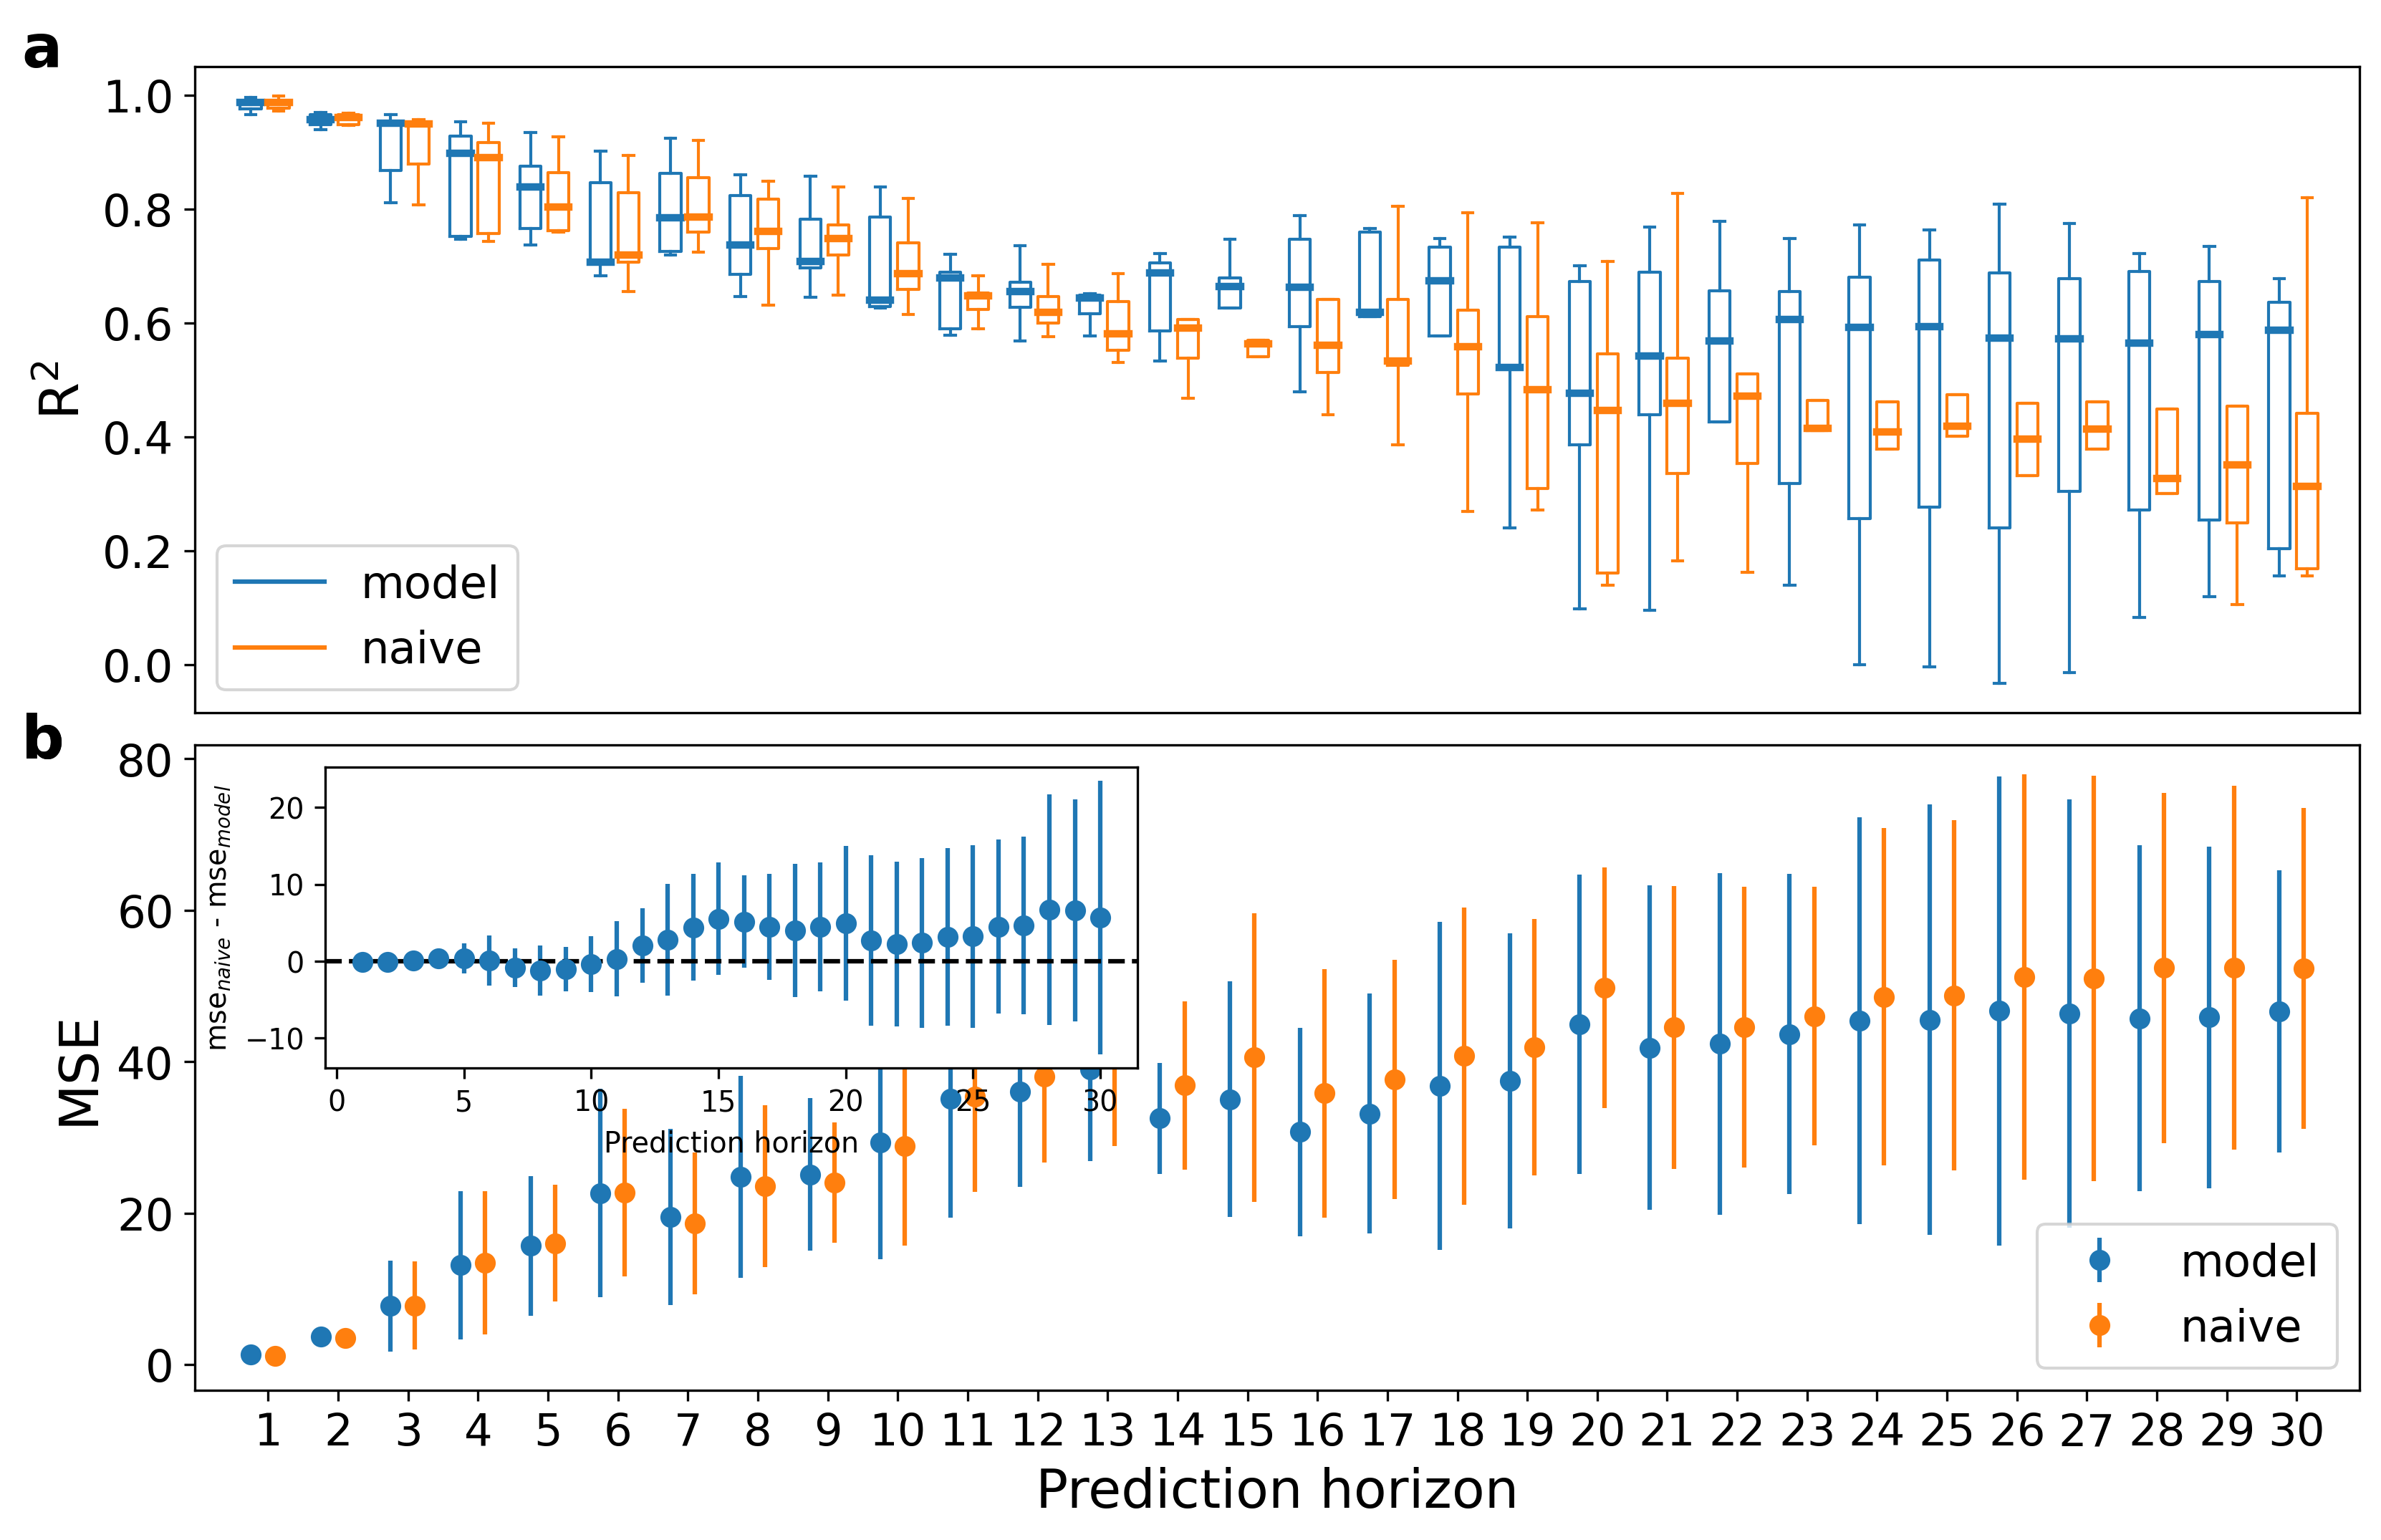 a
1.0
0.8
0.6
0.4
0.2
0.0
R²
model
naive
b
80
60
40
20
0
MSE
20
10
0
−10
mse_naive - mse_model
0 5 10 15 20 25 30
Prediction horizon
model
naive
1 2 3 4 5 6 7 8 9 10 11 12 13 14 15 16 17 18 19 20 21 22 23 24 25 26 27 28 29 30
Prediction horizon